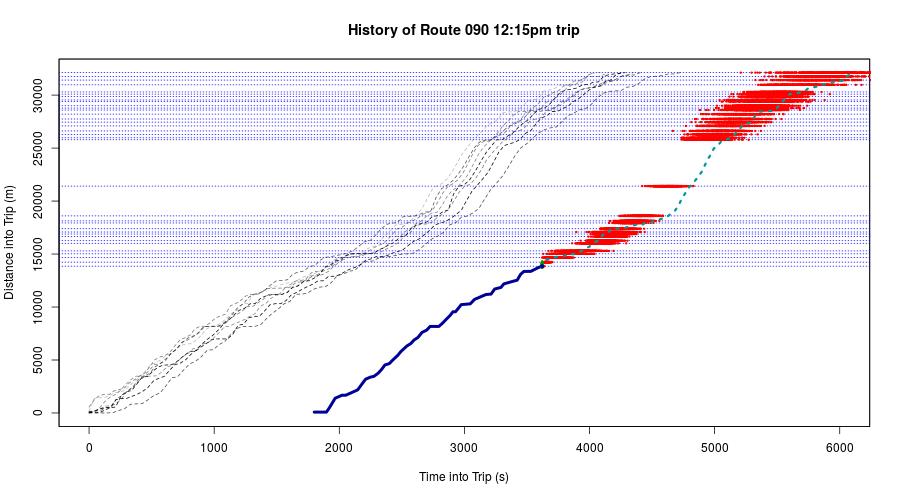 History of Route 090 12:15pm trip
Distance into Trip (m)
30000
25000
20000
15000
10000
5000
0
0 1000 2000 3000 4000 5000 6000
Time into Trip (s)